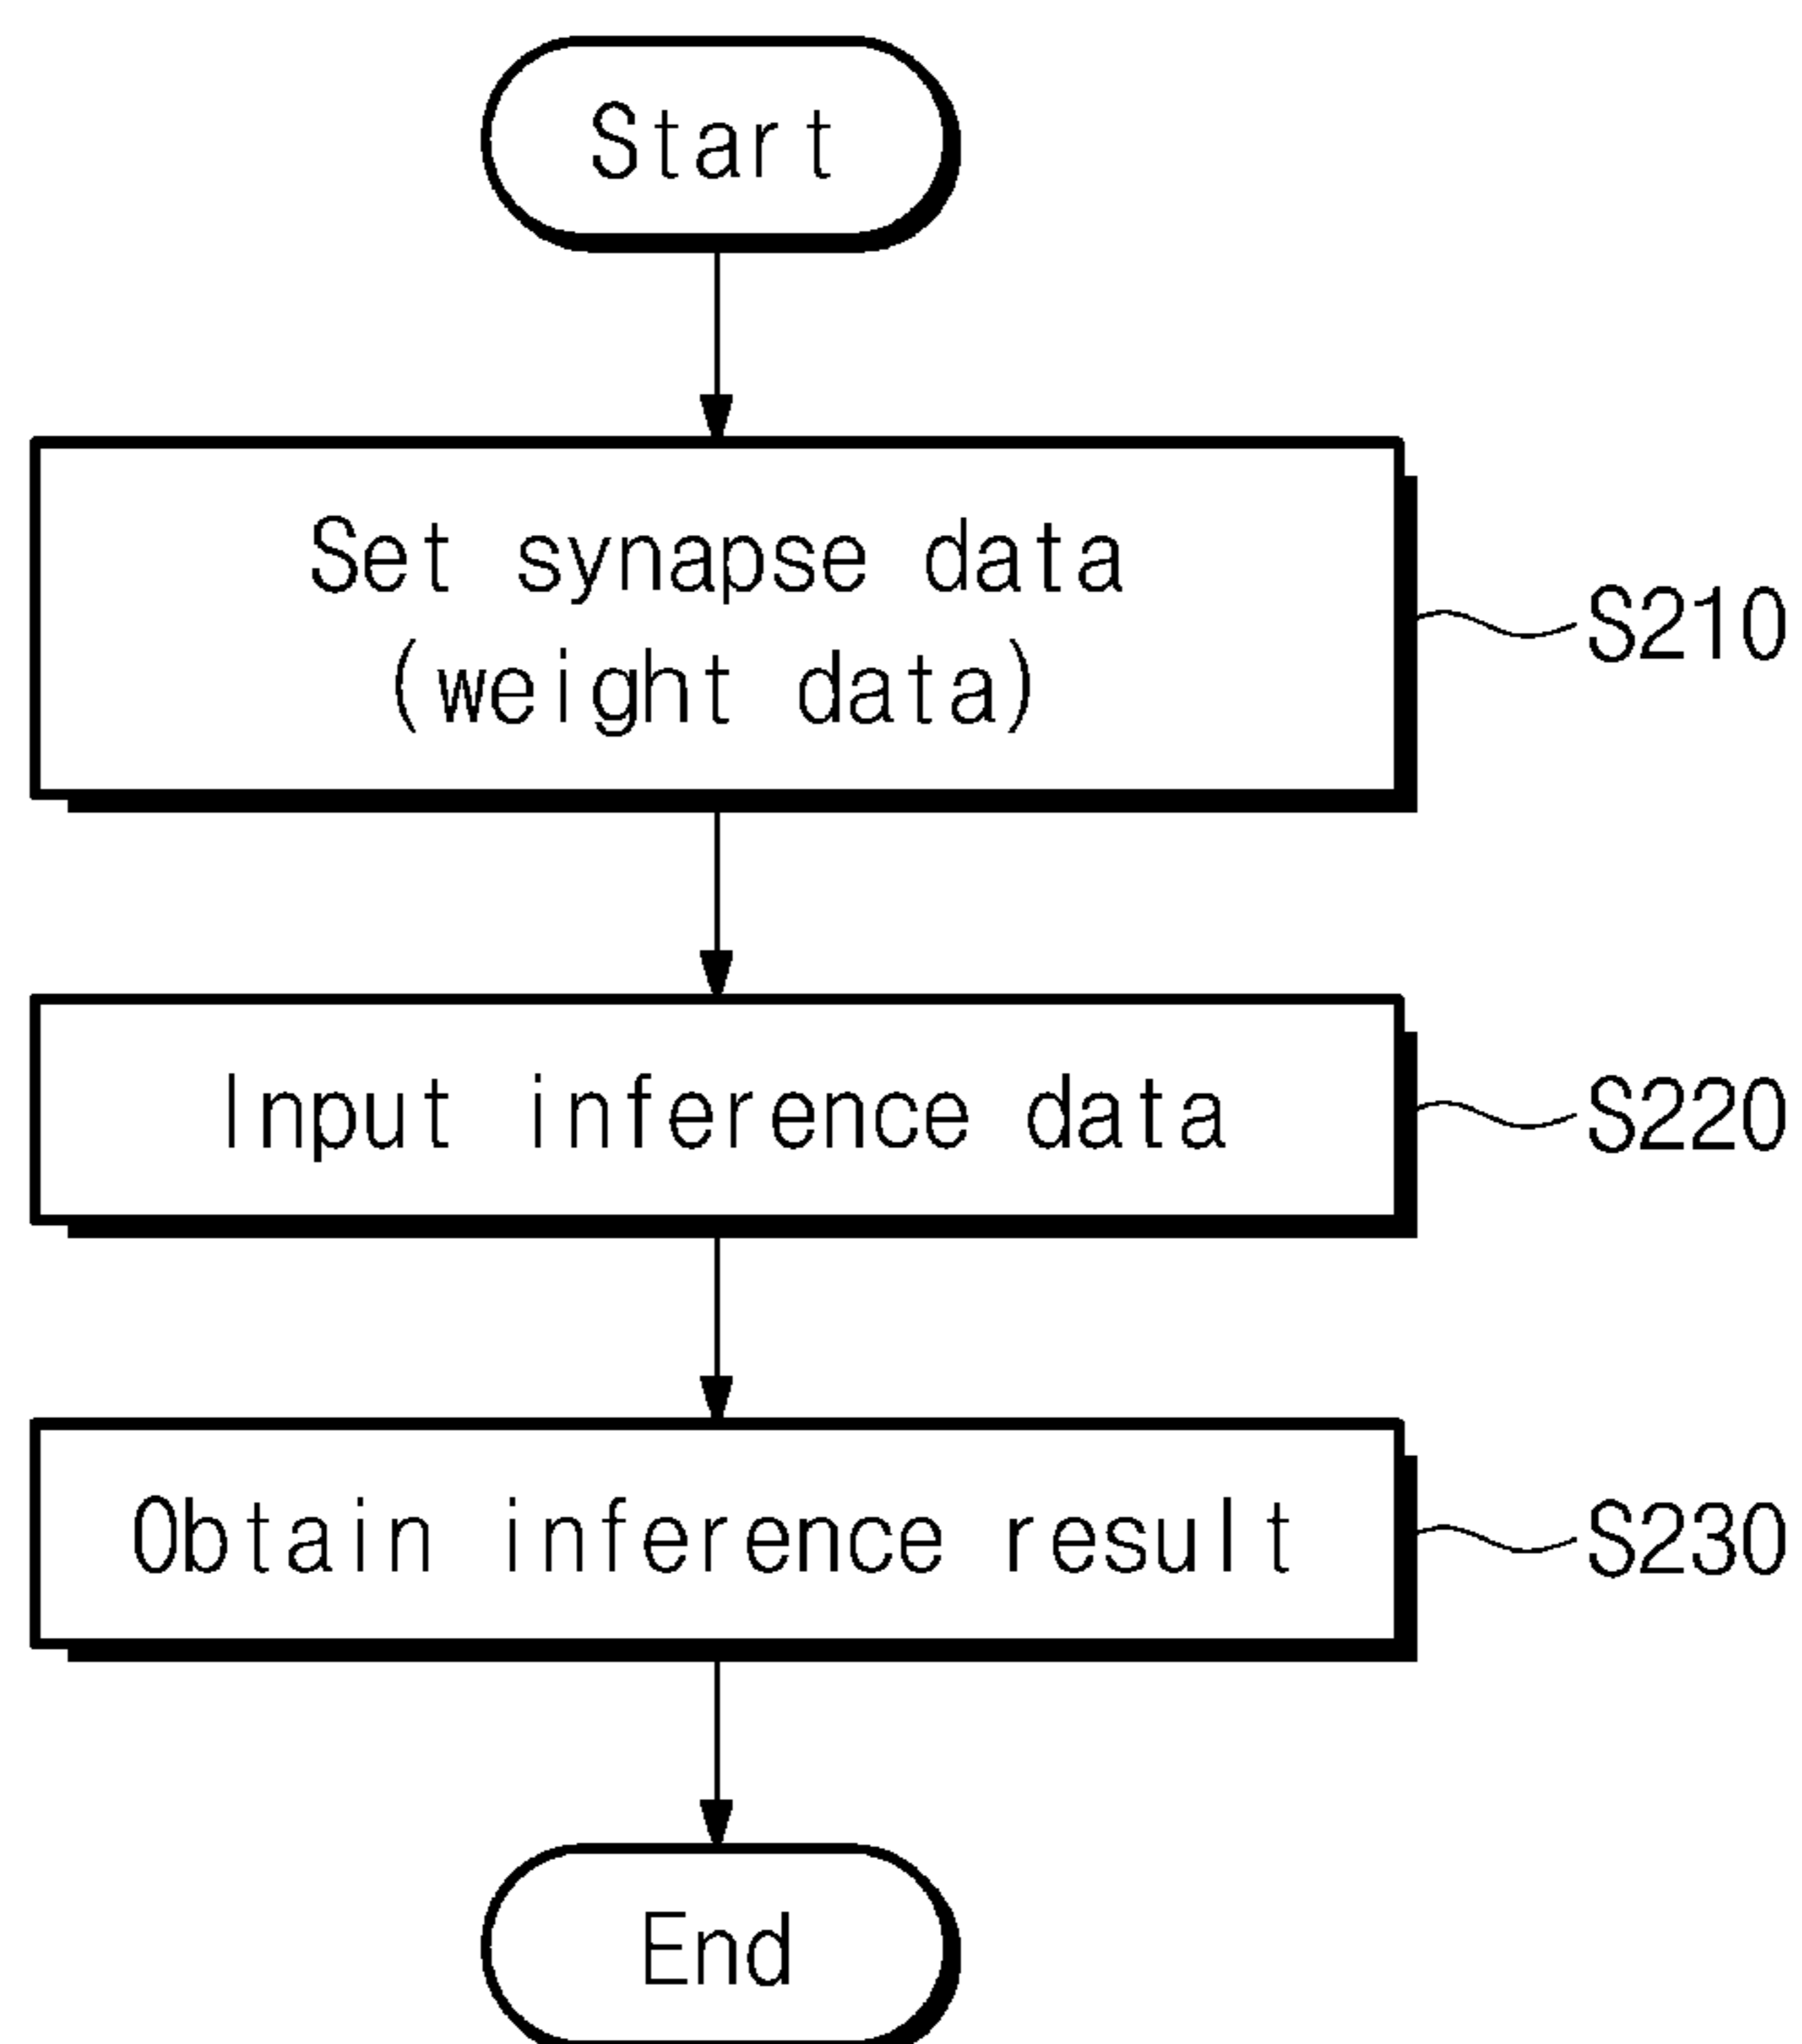 Start
Set synapse data
(weight data)
S210
Input inference data
S220
Obtain inference result
S230
End